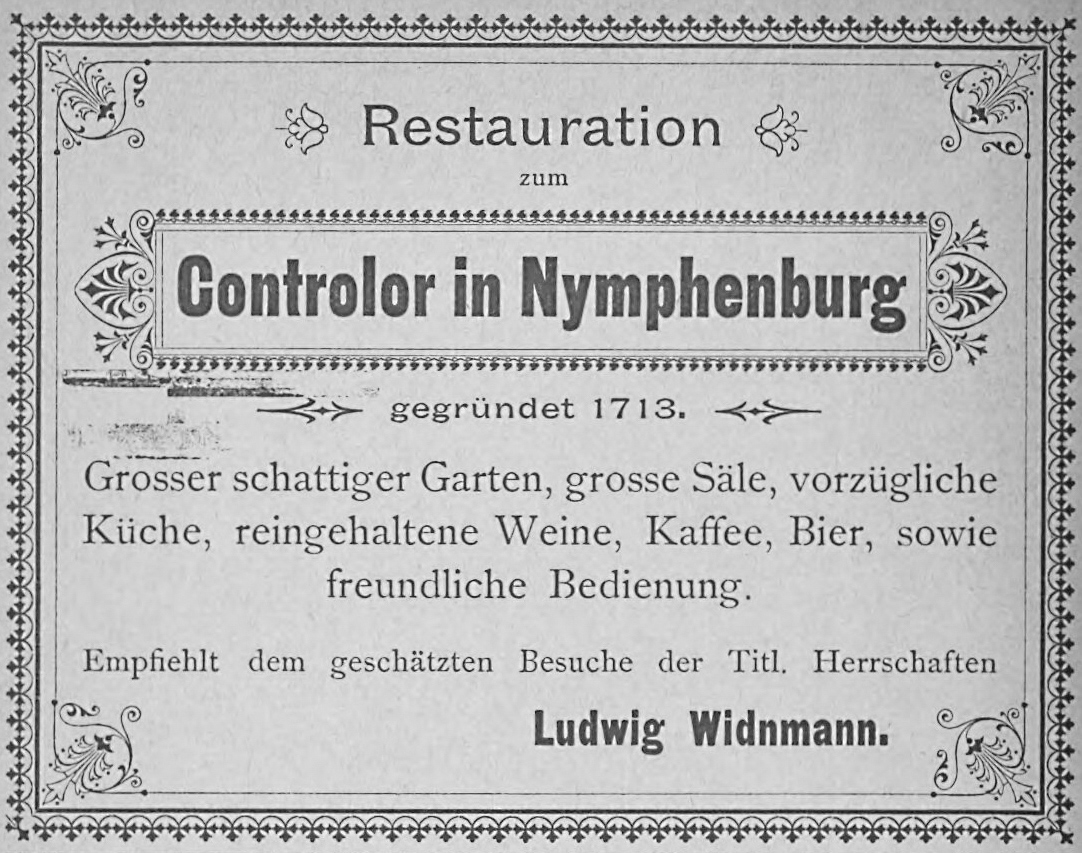 Restauration
zum
Controlor in Nymphenburg
gegründet 1713.
Grosser schattiger Garten, grosse Säle, vorzügliche
Küche, reingehaltene Weine, Kaffee, Bier, sowie
freundliche Bedienung.
Empfiehlt dem geschätzten Besuche der Titl. Herrschaften
Ludwig Widnmann.